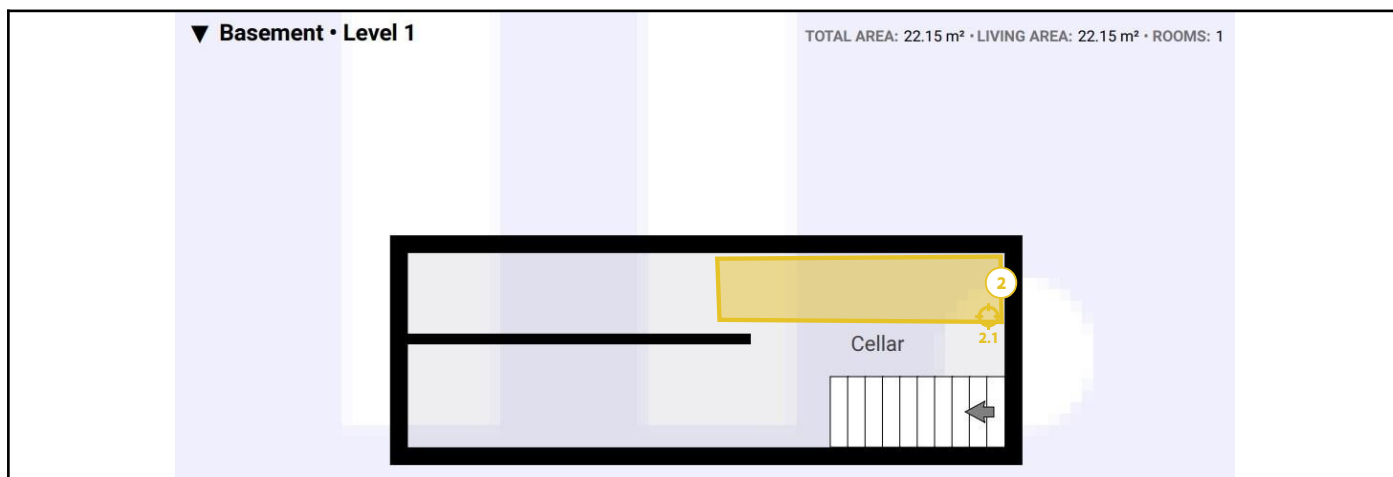 ▼ Basement • Level 1
TOTAL AREA: 22.15 m² • LIVING AREA: 22.15 m² • ROOMS: 1
2
2.1
Cellar